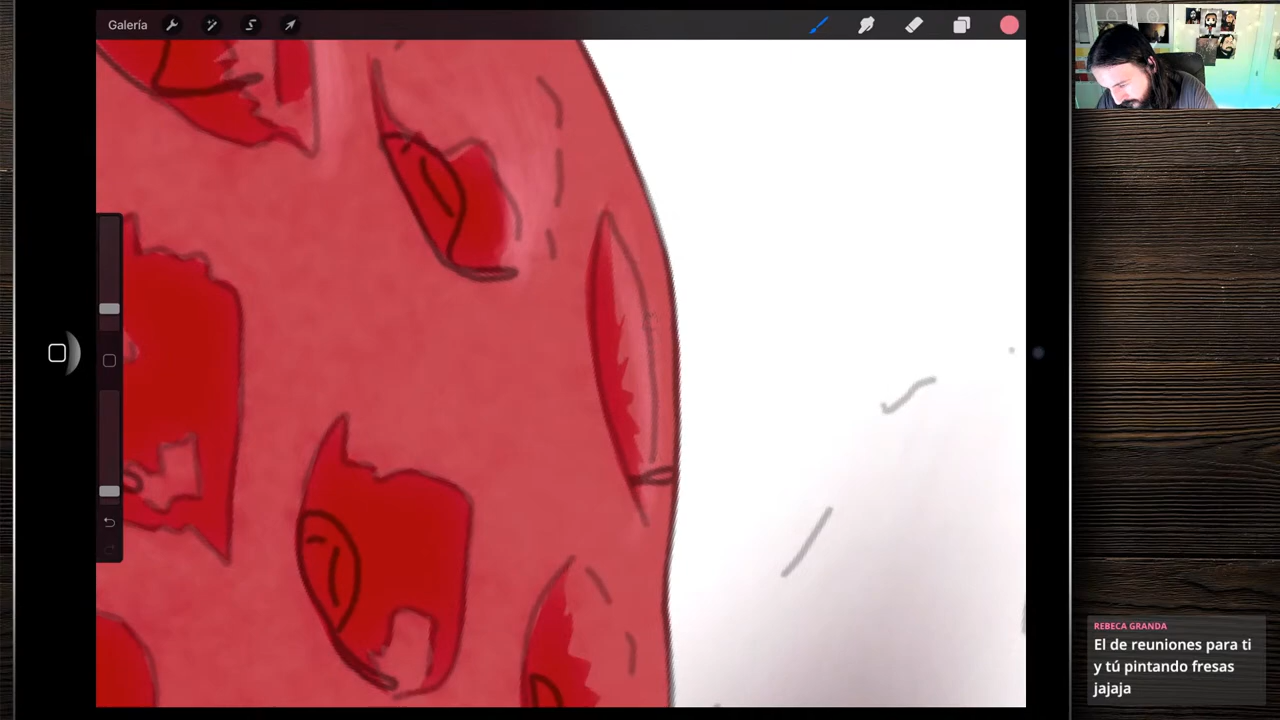 Galería
REBECA GRANDA
El de reuniones para ti
y tú pintando fresas
jajaja